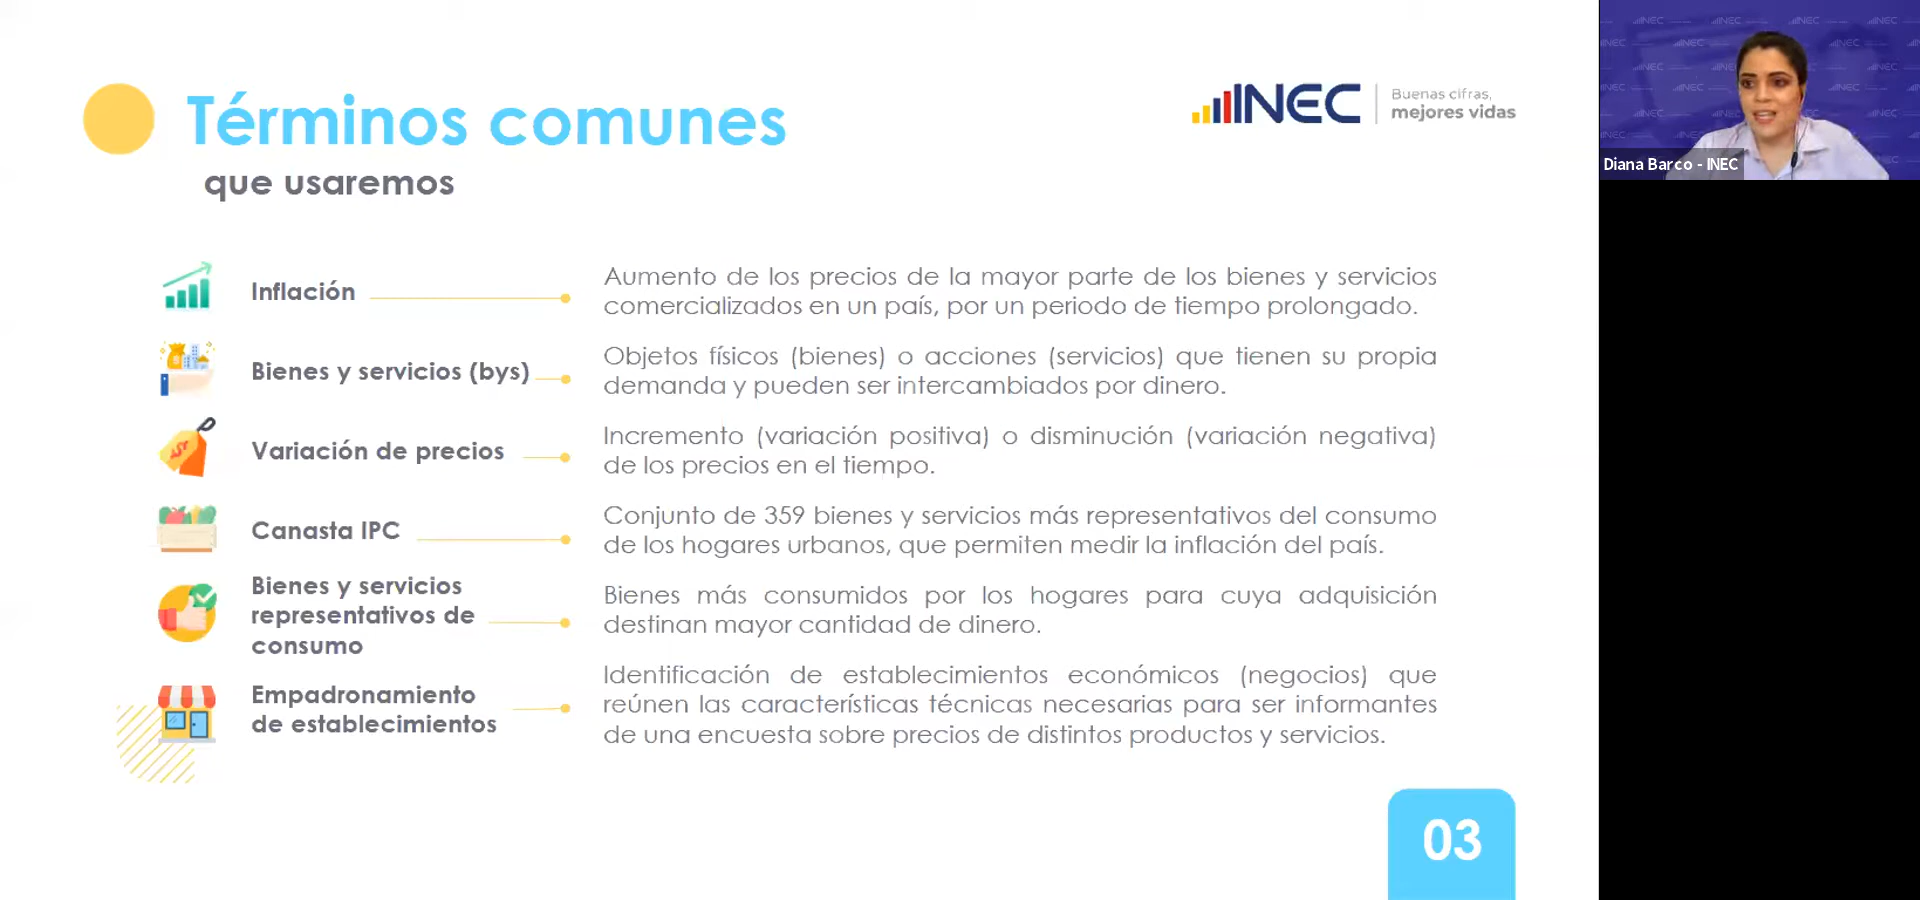 Términos comunes
que usaremos
INEC
Buenas cifras,
mejores vidas
Inflación
Aumento de los precios de la mayor parte de los bienes y servicios
comercializados en un país, por un periodo de tiempo prolongado.
Bienes y servicios (bys)
Objetos físicos (bienes) o acciones (servicios) que tienen su propia
demanda y pueden ser intercambiados por dinero.
Variación de precios
Incremento (variación positiva) o disminución (variación negativa)
de los precios en el tiempo.
Canasta IPC
Conjunto de 359 bienes y servicios más representativos del consumo
de los hogares urbanos, que permiten medir la inflación del país.
Bienes y servicios
representativos de
consumo
Bienes más consumidos por los hogares para cuya adquisición
destinan mayor cantidad de dinero.
Empadronamiento
de establecimientos
Identificación de establecimientos económicos (negocios) que
reúnen las características técnicas necesarias para ser informantes
de una encuesta sobre precios de distintos productos y servicios.
03
Diana Barco - INEC